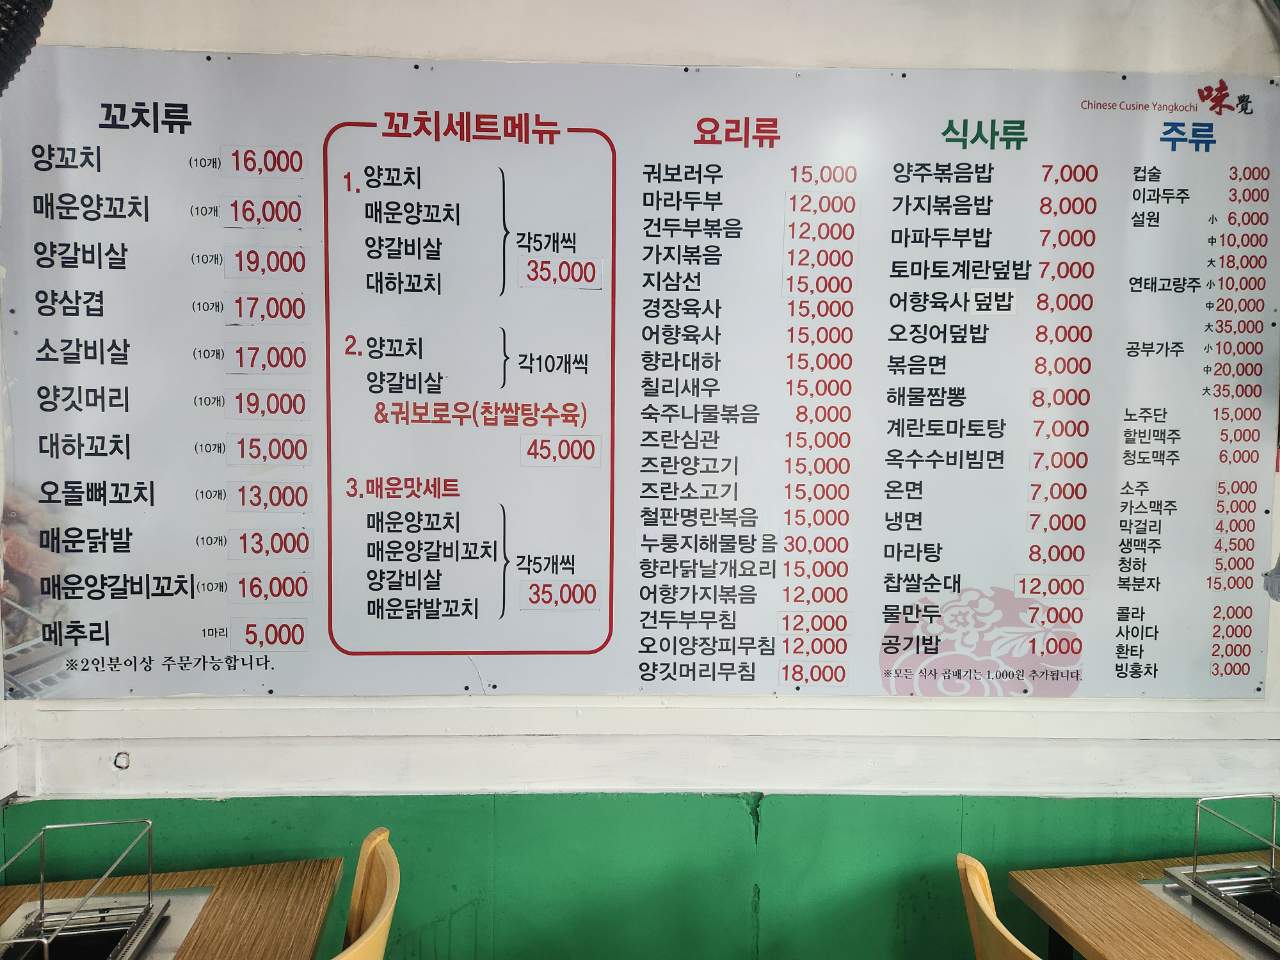 Chinese Cusine Yangkochi 味覺
꼬치류
양꼬치 (10개) 16,000
매운양꼬치 (10개) 16,000
양갈비살 (10개) 19,000
양삼겹 (10개) 17,000
소갈비살 (10개) 17,000
양깃머리 (10개) 19,000
대하꼬치 (10개) 15,000
오돌뼈꼬치 (10개) 13,000
매운닭발 (10개) 13,000
매운양갈비꼬치 (10개) 16,000
메추리 1마리 5,000
※2인분이상 주문가능합니다.
꼬치세트메뉴
1. 양꼬치
매운양꼬치
양갈비살
대하꼬치
각5개씩
35,000
2. 양꼬치
양갈비살
각10개씩
&궈보로우(찹쌀탕수육)
45,000
3.매운맛세트
매운양꼬치
매운양갈비꼬치
양갈비살
매운닭발꼬치
각5개씩
35,000
요리류
궈보러우 15,000
마라두부 12,000
건두부볶음 12,000
가지볶음 12,000
지삼선 15,000
경장육사 15,000
어향육사 15,000
향라대하 15,000
칠리새우 15,000
숙주나물볶음 8,000
즈란심관 15,000
즈란양고기 15,000
즈란소고기 15,000
철판명란볶음 15,000
누룽지해물탕음 30,000
향라닭날개요리 15,000
어향가지볶음 12,000
건두부무침 12,000
오이양장피무침 12,000
양깃머리무침 18,000
식사류
양주볶음밥 7,000
가지볶음밥 8,000
마파두부밥 7,000
토마토계란덮밥 7,000
어향육사 덮밥 8,000
오징어덮밥 8,000
볶음면 8,000
해물짬뽕 8,000
계란토마토탕 7,000
옥수수비빔면 7,000
온면 7,000
냉면 7,000
마라탕 8,000
찹쌀순대 12,000
물만두 7,000
공기밥 1,000
※모든 식사 곱배기는 1,000원 추가됩니다.
주류
컵술 3,000
이과두주 3,000
설원 小 6,000
中 10,000
大 18,000
연태고량주 小 10,000
中 20,000
大 35,000
공부가주 小 10,000
中 20,000
大 35,000
노주단 15,000
할빈맥주 5,000
청도맥주 6,000
소주 5,000
카스맥주 5,000
막걸리 4,000
생맥주 4,500
청하 5,000
복분자 15,000
콜라 2,000
사이다 2,000
환타 2,000
빙홍차 3,000